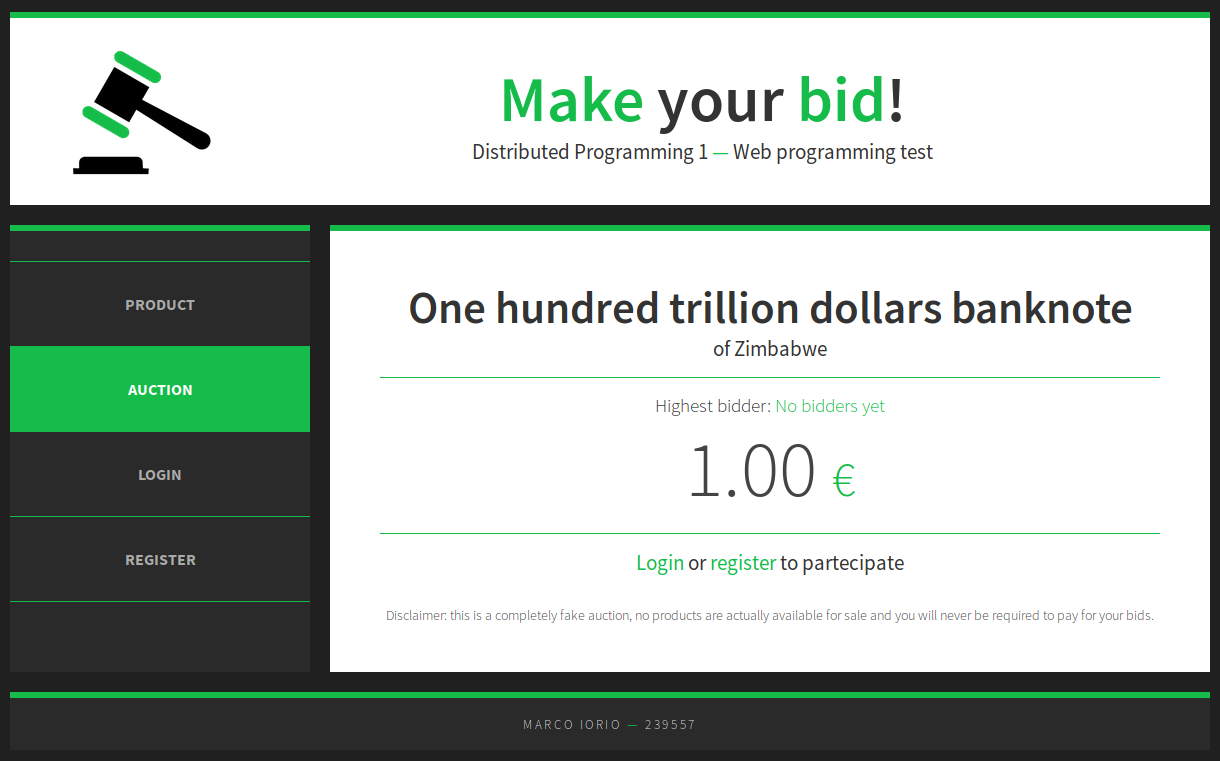 Make your bid!
Distributed Programming 1 — Web programming test
PRODUCT
AUCTION
LOGIN
REGISTER
One hundred trillion dollars banknote
of Zimbabwe
Highest bidder: No bidders yet
1.00 €
Login or register to partecipate
Disclaimer: this is a completely fake auction, no products are actually available for sale and you will never be required to pay for your bids.
MARCO IORIO — 239557